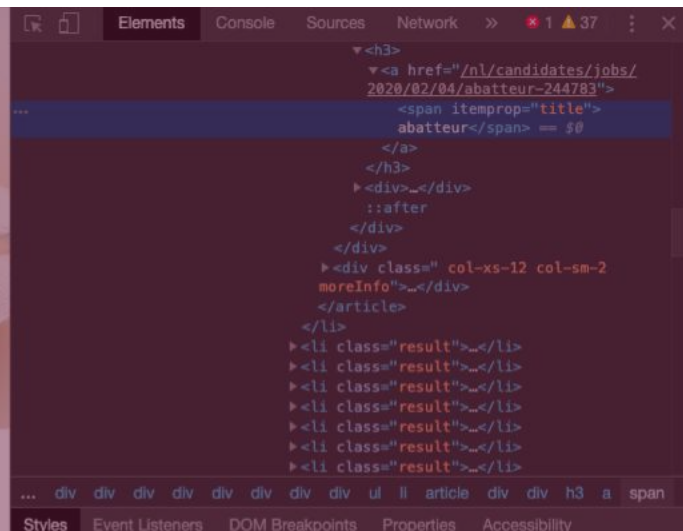 Elements Console Sources Network » 1 37
▼<h3>
▼<a href="/nl/candidates/jobs/
2020/02/04/abatteur-244783">
... <span itemprop="title">
abatteur</span> == $0
</a>
</h3>
▶<div>…</div>
::after
</div>
</div>
▶<div class=" col-xs-12 col-sm-2
moreInfo">…</div>
</article>
</li>
▶<li class="result">…</li>
▶<li class="result">…</li>
▶<li class="result">…</li>
▶<li class="result">…</li>
▶<li class="result">…</li>
▶<li class="result">…</li>
▶<li class="result">…</li>
... div div div div div div div div ul li article div div h3 a span
Styles Event Listeners DOM Breakpoints Properties Accessibility